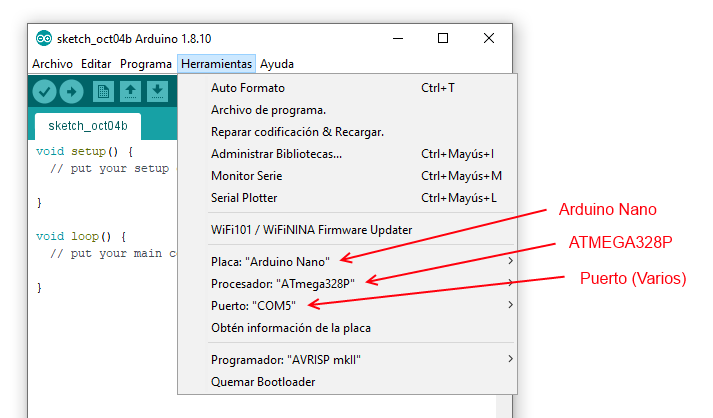 sketch_oct04b Arduino 1.8.10
Archivo Editar Programa Herramientas Ayuda
sketch_oct04b
void setup() {
// put your setup
}
void loop() {
// put your main
}
Auto Formato Ctrl+T
Archivo de programa.
Reparar codificación & Recargar.
Administrar Bibliotecas... Ctrl+Mayús+I
Monitor Serie Ctrl+Mayús+M
Serial Plotter Ctrl+Mayús+L
WiFi101 / WiFiNINA Firmware Updater
Placa: "Arduino Nano"
Procesador: "ATmega328P"
Puerto: "COM5"
Obtén información de la placa
Programador: "AVRISP mkII"
Quemar Bootloader
Arduino Nano
ATMEGA328P
Puerto (Varios)